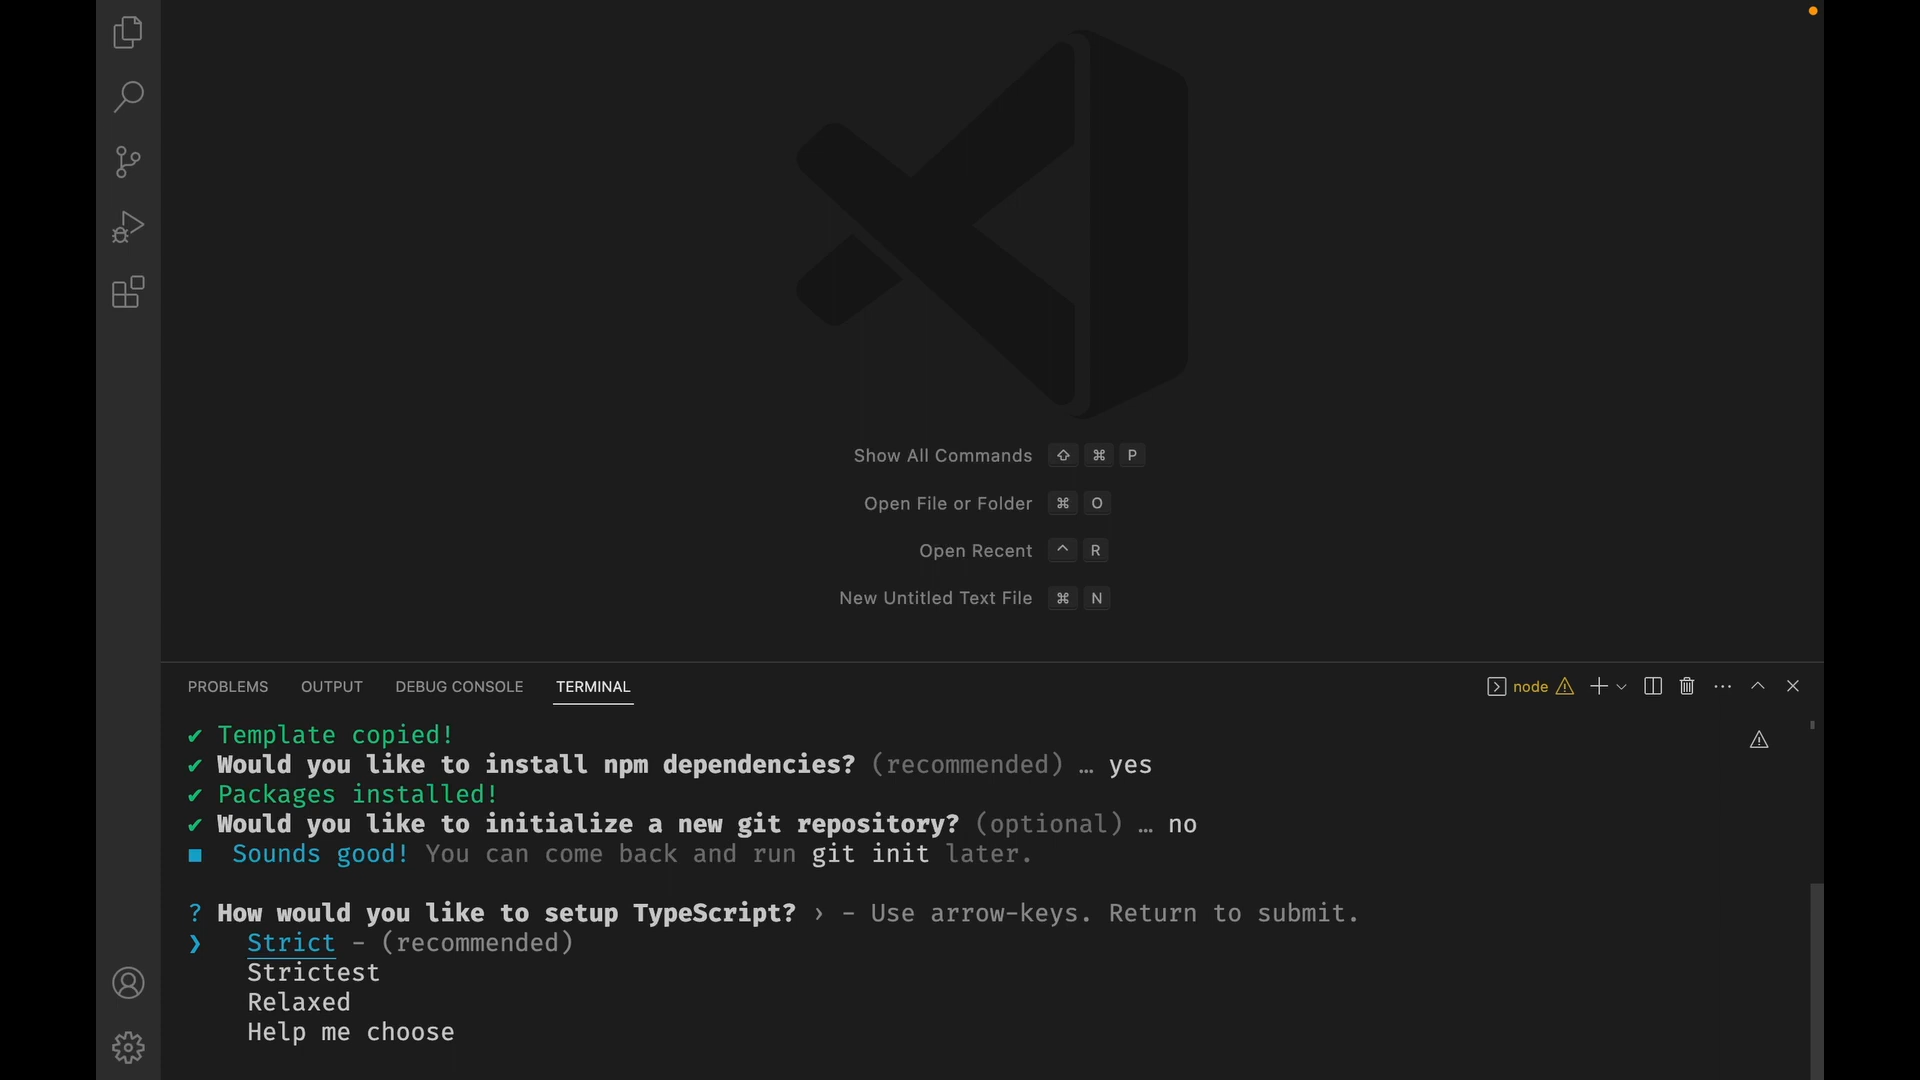 Show All Commands ⇧ ⌘ P
Open File or Folder ⌘ O
Open Recent ^ R
New Untitled Text File ⌘ N
PROBLEMS OUTPUT DEBUG CONSOLE TERMINAL node
✔ Template copied!
✔ Would you like to install npm dependencies? (recommended) … yes
✔ Packages installed!
✔ Would you like to initialize a new git repository? (optional) … no
■ Sounds good! You can come back and run git init later.
? How would you like to setup TypeScript? › - Use arrow-keys. Return to submit.
❯ Strict - (recommended)
Strictest
Relaxed
Help me choose